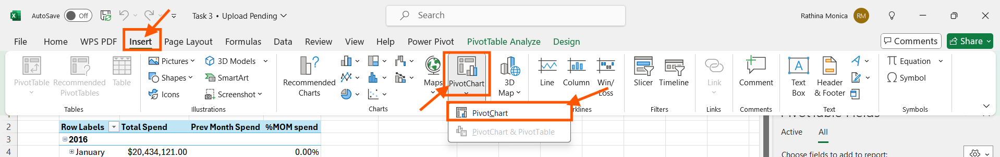 AutoSave Off Task 3 • Upload Pending Search Rathina Monica RM
File Home WPS PDF Insert Page Layout Formulas Data Review View Help Power Pivot PivotTable Analyze Design Comments Share
PivotTable
Recommended PivotTables
Table
Tables
Pictures
Shapes
Icons
3D Models
SmartArt
Screenshot
Illustrations
Recommended Charts
Maps
PivotChart
Charts
3D Map
Line
Column
Win/ Loss
rklines
Slicer
Timeline
Filters
Link
Links
Comment
Comments
Text Box
Header & Footer
Text
Equation
Symbol
Symbols
PivotChart
PivotChart & PivotTable
2 Row Labels Total Spend Prev Month Spend %MOM spend
3 2016
4 January $20,434,121.00 0.00%
PivotTable Fields
Active All
Choose fields to add to report: